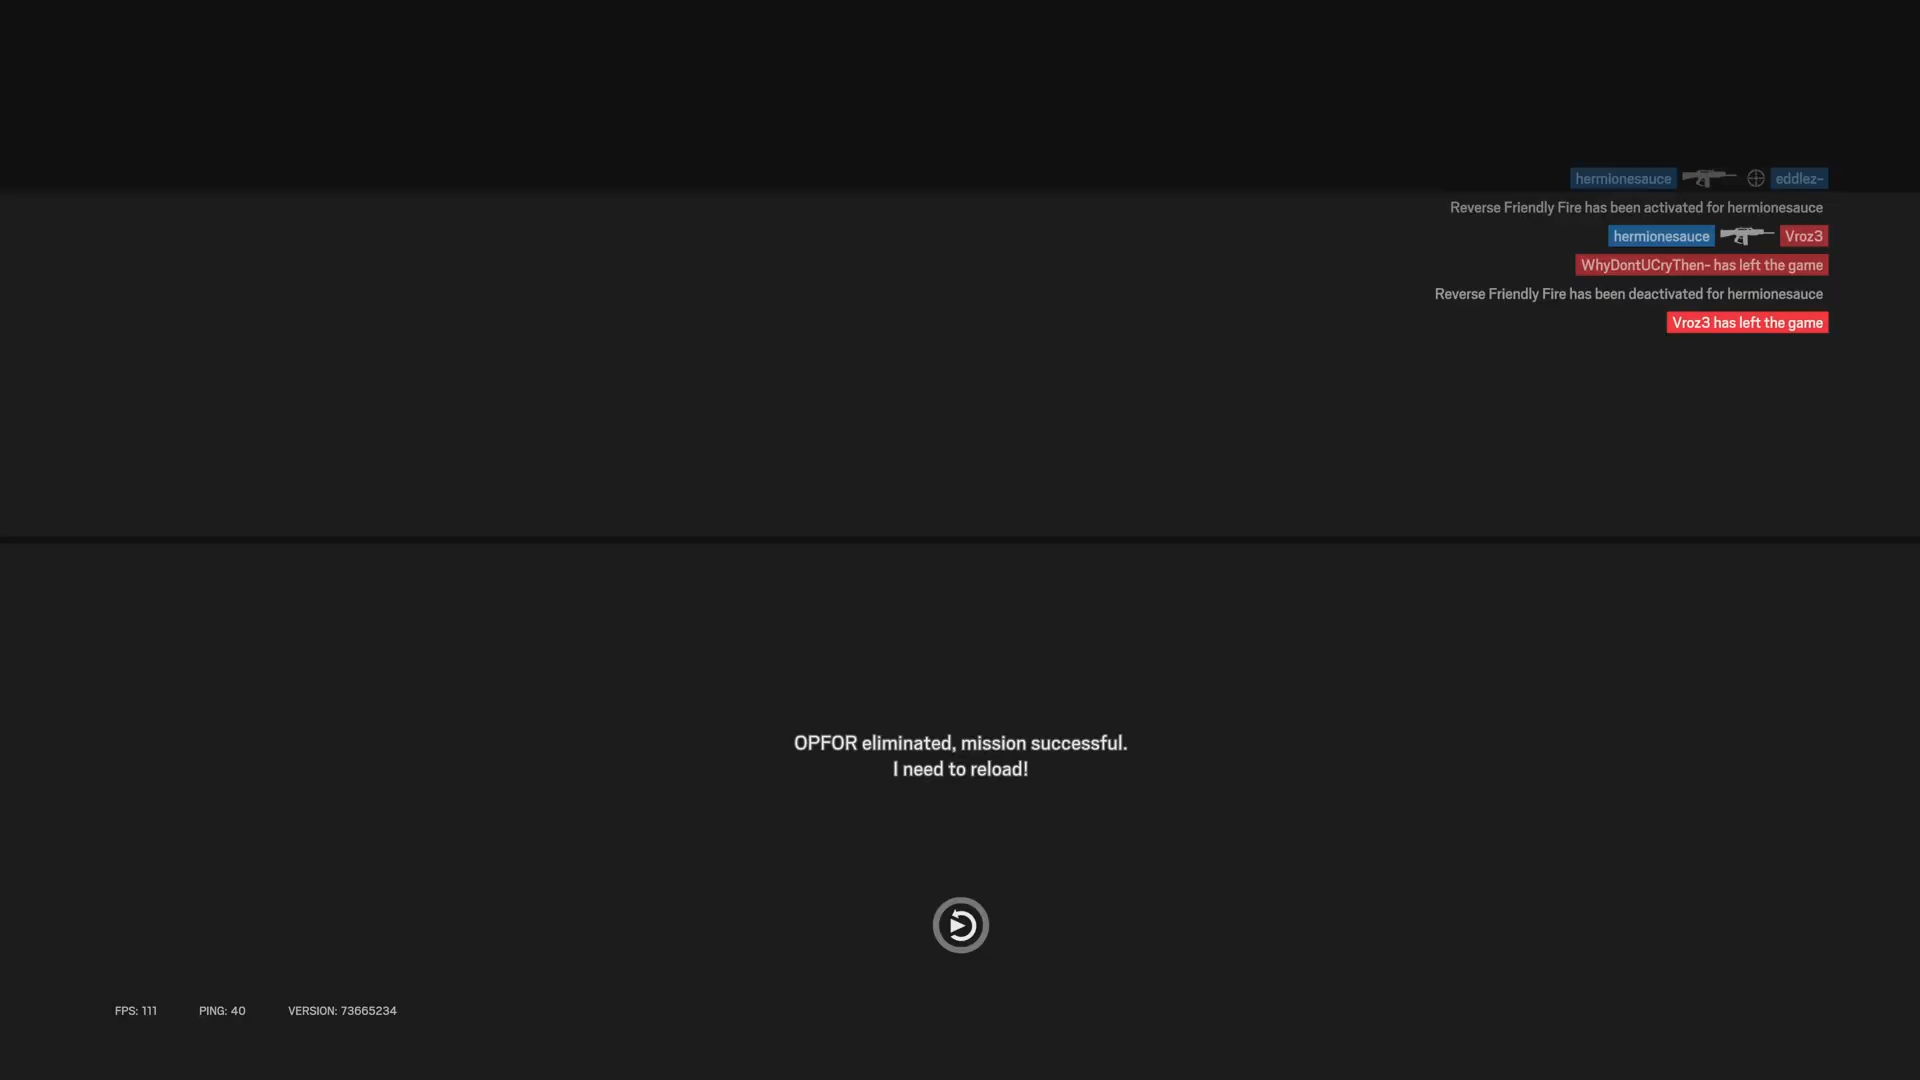 hermionesauce eddlez-
Reverse Friendly Fire has been activated for hermionesauce
hermionesauce Vroz3
WhyDontUCryThen- has left the game
Reverse Friendly Fire has been deactivated for hermionesauce
Vroz3 has left the game
OPFOR eliminated, mission successful.
I need to reload!
FPS: 111 PING: 40 VERSION: 73665234